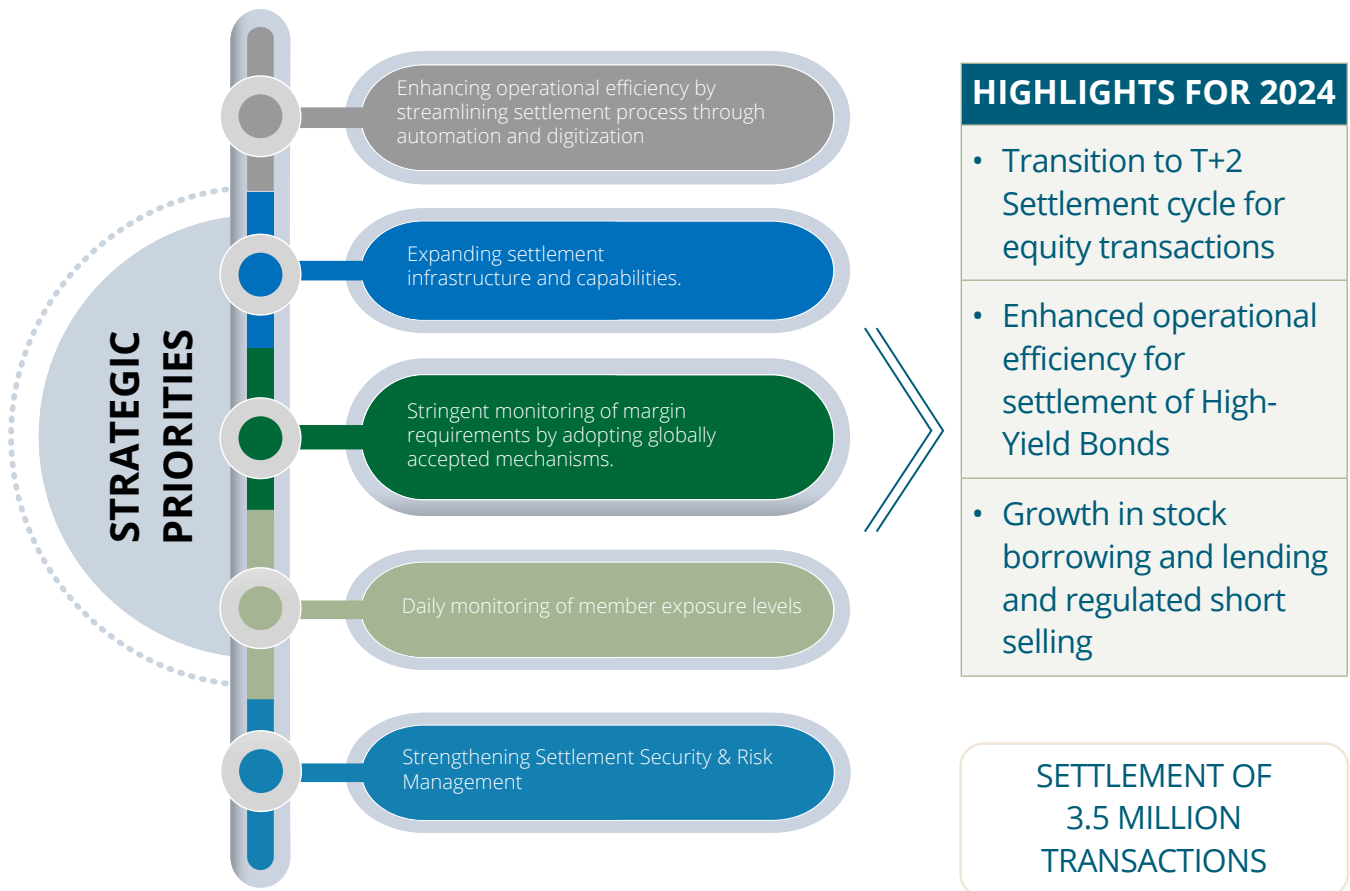 STRATEGIC
PRIORITIES
Enhancing operational efficiency by
streamlining settlement process through
automation and digitization
Expanding settlement
infrastructure and capabilities.
Stringent monitoring of margin
requirements by adopting globally
accepted mechanisms.
Daily monitoring of member exposure levels
Strengthening Settlement Security & Risk
Management
HIGHLIGHTS FOR 2024
• Transition to T+2
Settlement cycle for
equity transactions
• Enhanced operational
efficiency for
settlement of High-
Yield Bonds
• Growth in stock
borrowing and lending
and regulated short
selling
SETTLEMENT OF
3.5 MILLION
TRANSACTIONS